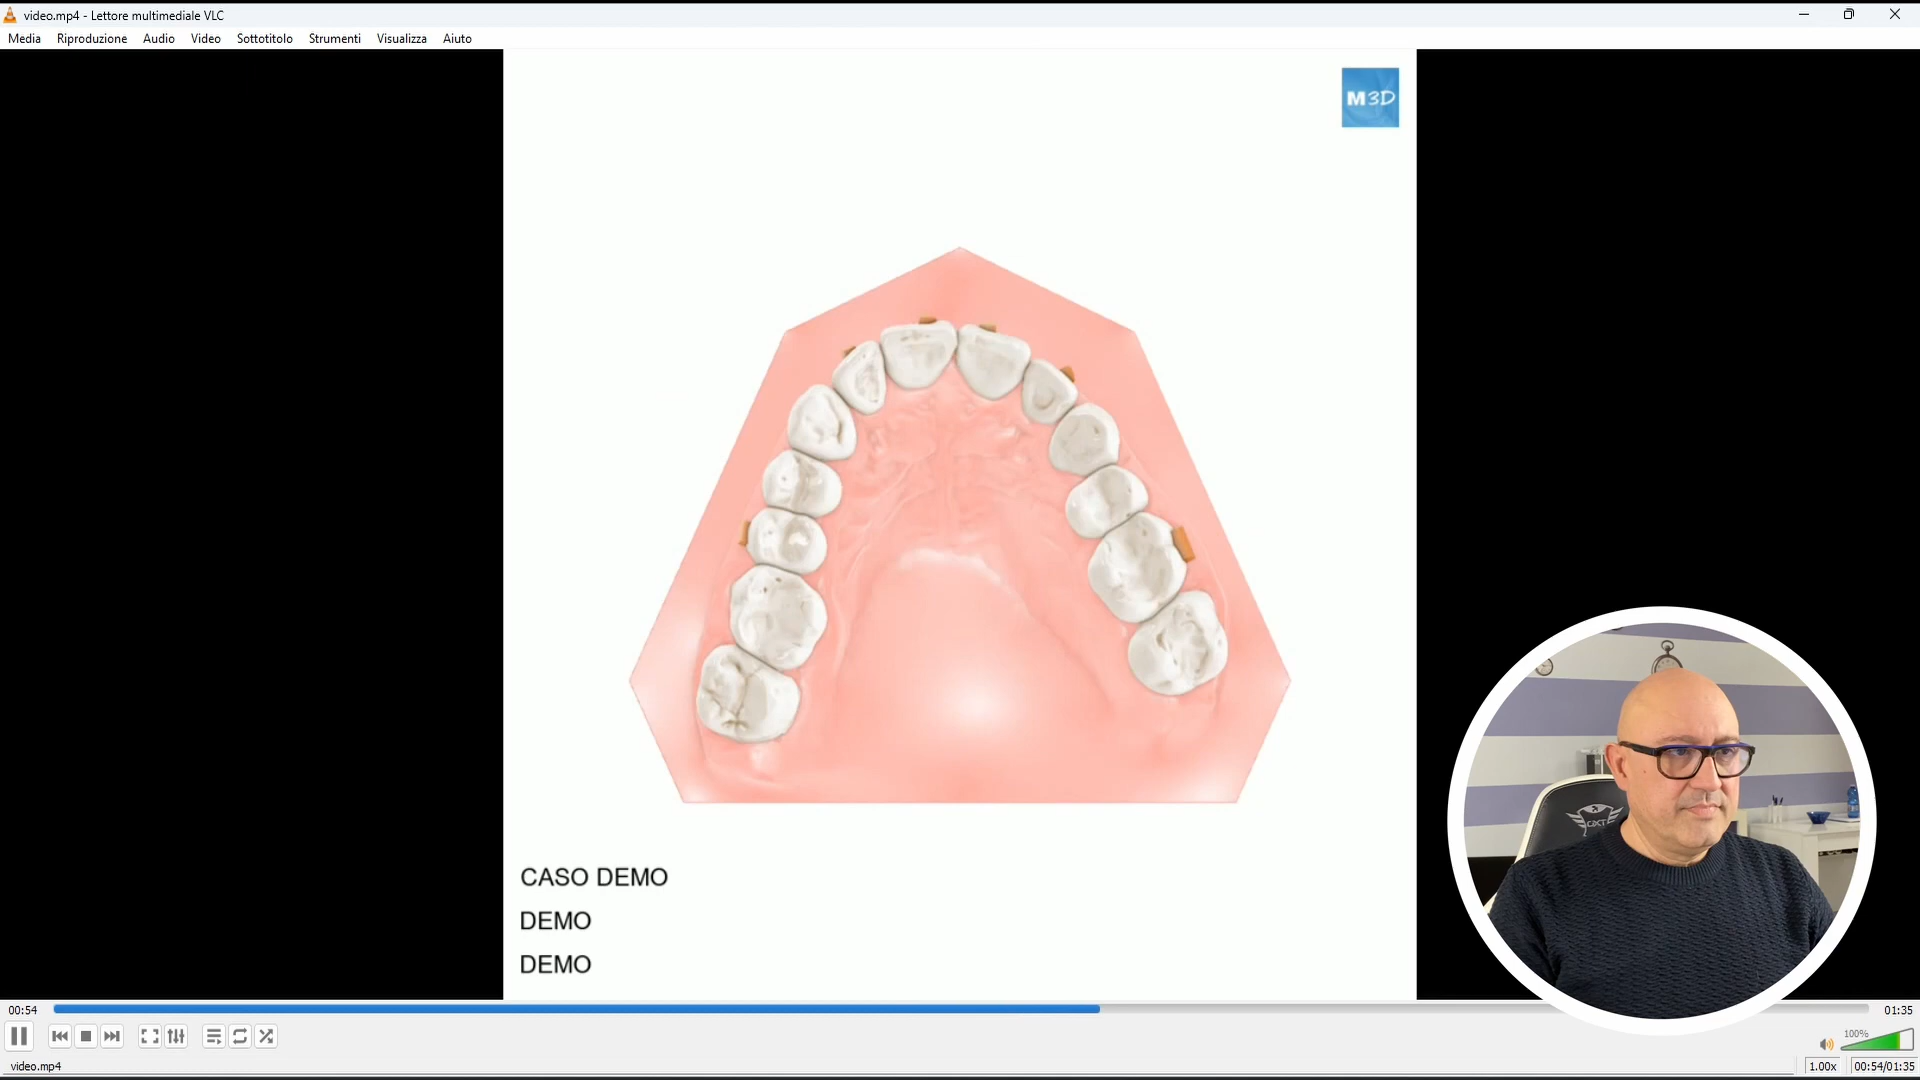 video.mp4 - Lettore multimediale VLC
Media Riproduzione Audio Video Sottotitolo Strumenti Visualizza Aiuto
M3D
CASO DEMO
DEMO
DEMO
00:54
01:35
100%
video.mp4
1.00x
00:54/01:35